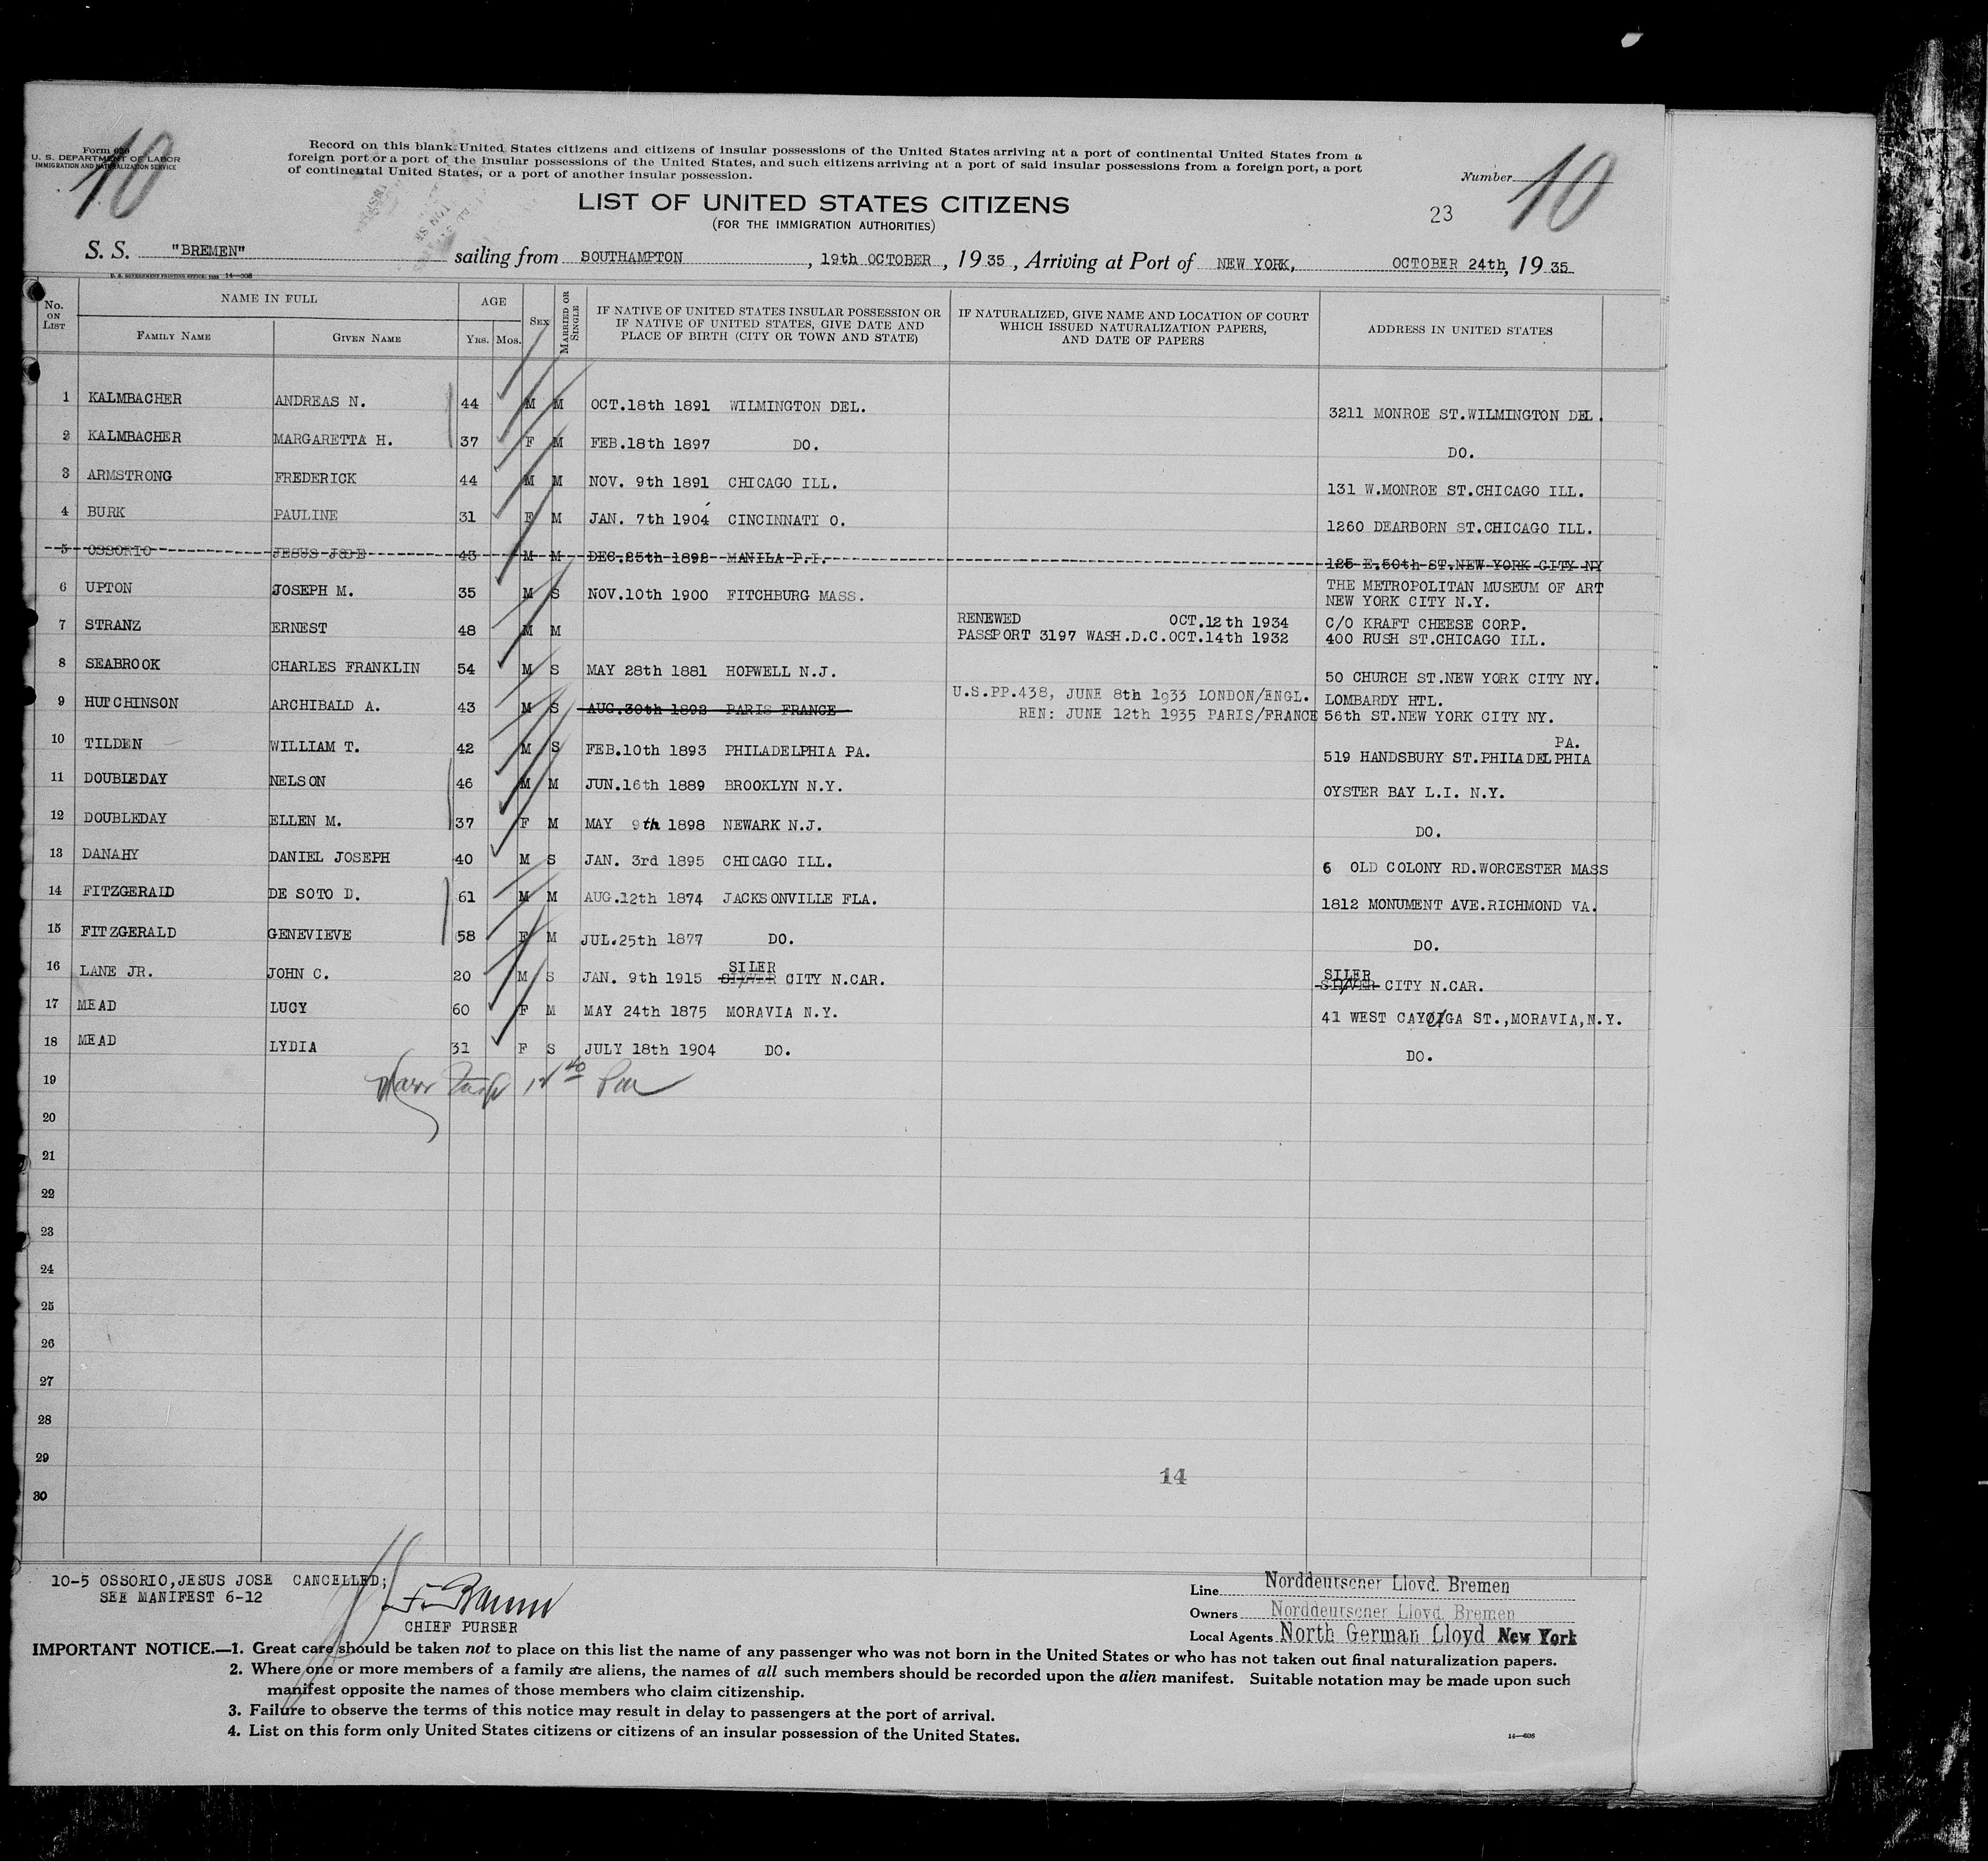 Form 630
U. S. DEPARTMENT OF LABOR
IMMIGRATION AND NATURALIZATION SERVICE
10
Record on this blank United States citizens and citizens of insular possessions of the United States arriving at a port of continental United States from a
foreign port or a port of the insular possessions of the United States, and such citizens arriving at a port of said insular possessions from a foreign port, a port
of continental United States, or a port of another insular possession.
Number 10
LIST OF UNITED STATES CITIZENS
(FOR THE IMMIGRATION AUTHORITIES)
23
S. S. "BREMEN" sailing from SOUTHAMPTON, 19th OCTOBER, 1935, Arriving at Port of NEW YORK, OCTOBER 24th, 1935
No. ON LIST NAME IN FULL FAMILY NAME GIVEN NAME AGE YRS. MOS. SEX MARRIED OR SINGLE IF NATIVE OF UNITED STATES INSULAR POSSESSION OR IF NATIVE OF UNITED STATES, GIVE DATE AND PLACE OF BIRTH (CITY OR TOWN AND STATE) IF NATURALIZED, GIVE NAME AND LOCATION OF COURT WHICH ISSUED NATURALIZATION PAPERS, AND DATE OF PAPERS ADDRESS IN UNITED STATES
1 KALMBACHER ANDREAS N. 44 M M OCT.18th 1891 WILMINGTON DEL. 3211 MONROE ST.WILMINGTON DEL.
2 KALMBACHER MARGARETTA H. 37 F M FEB.18th 1897 DO. DO.
3 ARMSTRONG FREDERICK 44 M M NOV. 9th 1891 CHICAGO ILL. 131 W.MONROE ST.CHICAGO ILL.
4 BURK PAULINE 31 F M JAN. 7th 1904 CINCINNATI O. 1260 DEARBORN ST.CHICAGO ILL.
5 OSSORIO JESUS JOSE 43 M M DEC.25th 1892 MANILA P.I. 125 E.50th ST.NEW YORK CITY NY
6 UPTON JOSEPH M. 35 M S NOV.10th 1900 FITCHBURG MASS. THE METROPOLITAN MUSEUM OF ART
NEW YORK CITY N.Y.
7 STRANZ ERNEST 48 M M RENEWED OCT.12th 1934 C/O KRAFT CHEESE CORP.
PASSPORT 3197 WASH.D.C.OCT.14th 1932 400 RUSH ST.CHICAGO ILL.
8 SEABROOK CHARLES FRANKLIN 54 M S MAY 28th 1881 HOPWELL N.J. 50 CHURCH ST.NEW YORK CITY NY.
9 HUTCHINSON ARCHIBALD A. 43 M S AUG.30th 1892 PARIS FRANCE U.S.PP.438, JUNE 8th 1933 LONDON/ENGL. LOMBARDY HTL.
REN: JUNE 12th 1935 PARIS/FRANCE 56th ST.NEW YORK CITY NY.
10 TILDEN WILLIAM T. 42 M S FEB.10th 1893 PHILADELPHIA PA. PA.
519 HANDSBURY ST.PHILADELPHIA
11 DOUBLEDAY NELSON 46 M M JUN.16th 1889 BROOKLYN N.Y. OYSTER BAY L.I. N.Y.
12 DOUBLEDAY ELLEN M. 37 F M MAY 9th 1898 NEWARK N.J. DO.
13 DANAHY DANIEL JOSEPH 40 M S JAN. 3rd 1895 CHICAGO ILL. 6 OLD COLONY RD.WORCESTER MASS
14 FITZGERALD DE SOTO D. 61 M M AUG.12th 1874 JACKSONVILLE FLA. 1812 MONUMENT AVE.RICHMOND VA.
15 FITZGERALD GENEVIEVE 58 F M JUL.25th 1877 DO. DO.
16 LANE JR. JOHN C. 20 M S JAN. 9th 1915 SILER SILVER CITY N.CAR. SILER SILVER CITY N.CAR.
17 MEAD LUCY 60 F M MAY 24th 1875 MORAVIA N.Y. 41 WEST CAYUGA ST.,MORAVIA,N.Y.
18 MEAD LYDIA 31 F S JULY 18th 1904 DO. DO.
19
20
21
22
23
24
25
26
27
28
29
30
14
10-5 OSSORIO,JESUS JOSE CANCELLED;
SEE MANIFEST 6-12
CHIEF PURSER
Line Norddeutscher Lloyd. Bremen
Owners Norddeutscher Lloyd. Bremen
Local Agents North German Lloyd New York
IMPORTANT NOTICE.—1. Great care should be taken not to place on this list the name of any passenger who was not born in the United States or who has not taken out final naturalization papers.
2. Where one or more members of a family are aliens, the names of all such members should be recorded upon the alien manifest. Suitable notation may be made upon such
manifest opposite the names of those members who claim citizenship.
3. Failure to observe the terms of this notice may result in delay to passengers at the port of arrival.
4. List on this form only United States citizens or citizens of an insular possession of the United States.